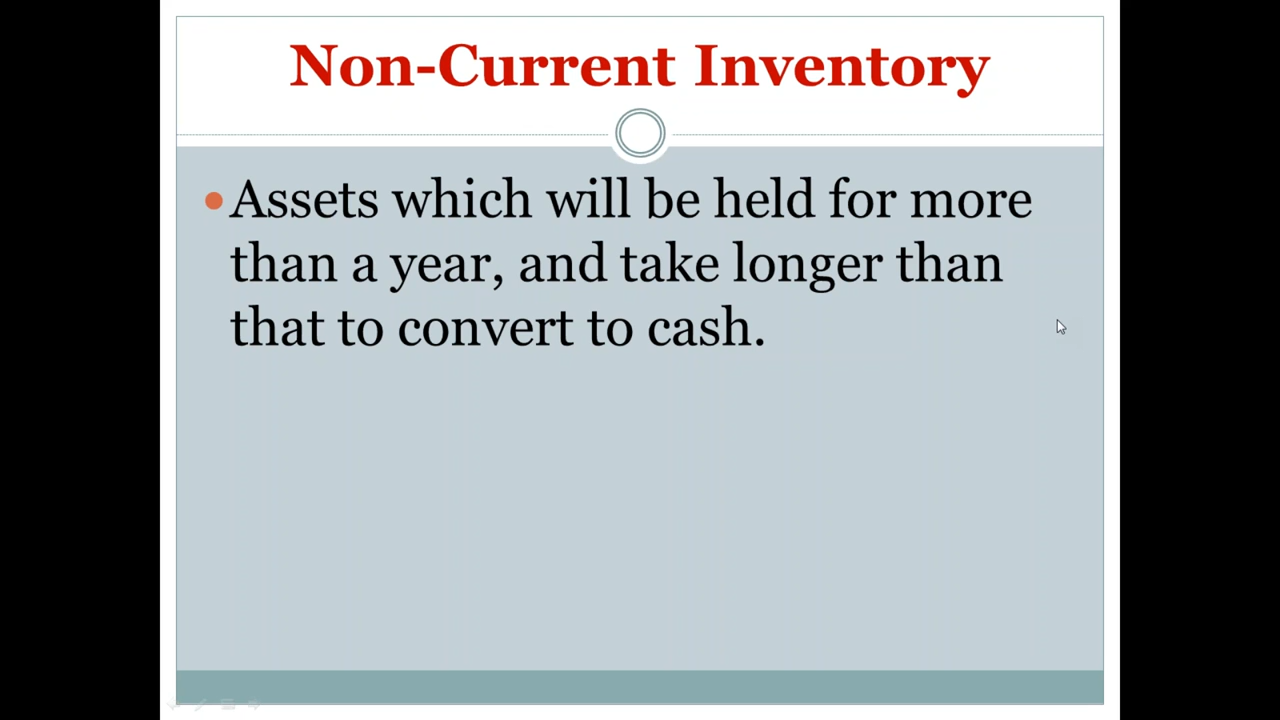 Non-Current Inventory
Assets which will be held for more
than a year, and take longer than
that to convert to cash.